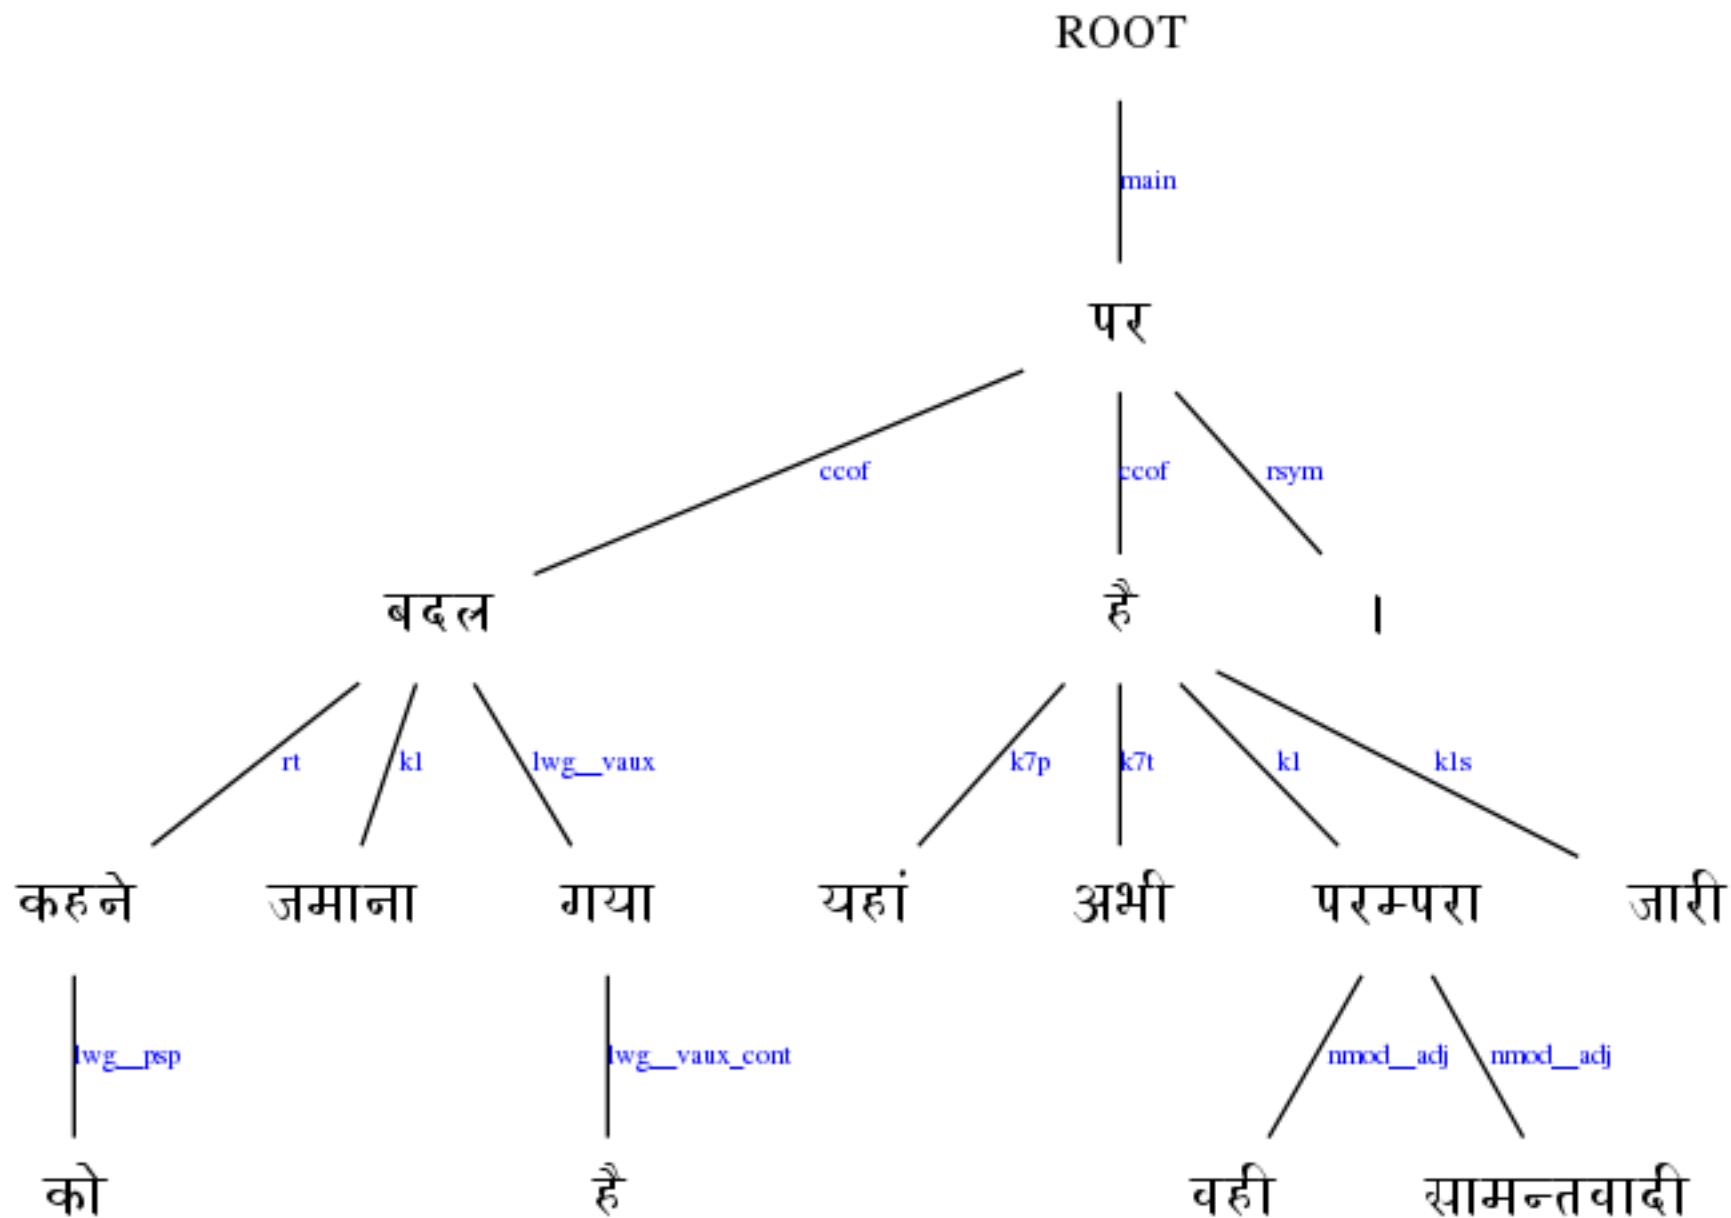 ROOT
main
पर
ccof ccof rsym
बदल है ।
rt k1 lwg__vaux k7p k7t k1 k1s
कहने जमाना गया यहां अभी परम्परा जारी
lwg__psp lwg__vaux_cont nmod__adj nmod__adj
को है वही सामन्तवादी